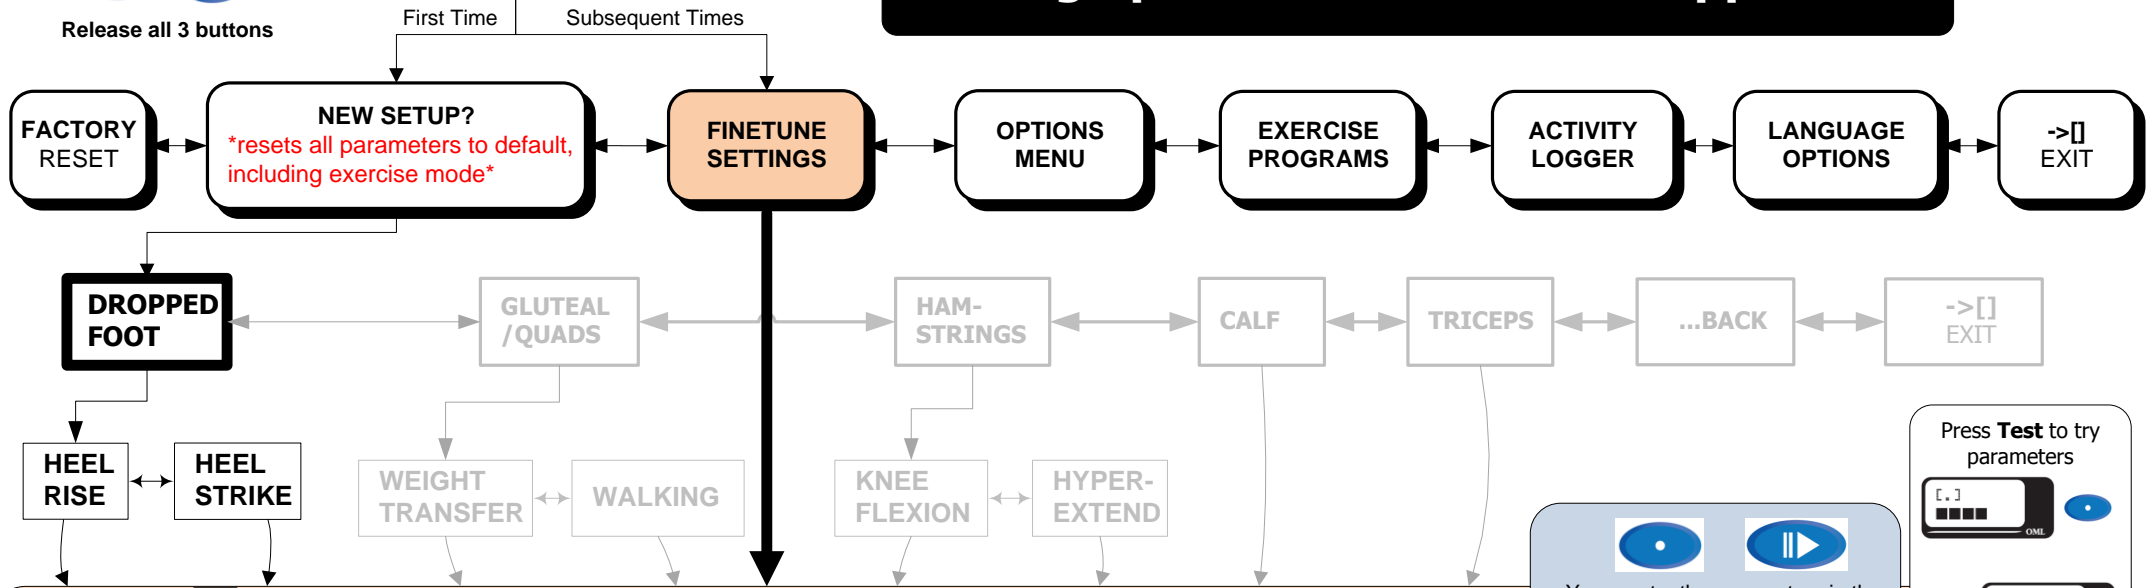 Release all 3 buttons
First Time
Subsequent Times
FACTORY
RESET
NEW SETUP?
*resets all parameters to default,
including exercise mode*
FINETUNE
SETTINGS
OPTIONS
MENU
EXERCISE
PROGRAMS
ACTIVITY
LOGGER
LANGUAGE
OPTIONS
->[]
EXIT
DROPPED
FOOT
GLUTEAL
/QUADS
HAM-
STRINGS
CALF
TRICEPS
...BACK
->[]
EXIT
HEEL
RISE
HEEL
STRIKE
WEIGHT
TRANSFER
WALKING
KNEE
FLEXION
HYPER-
EXTEND
Press Test to try
parameters
[.]
OML